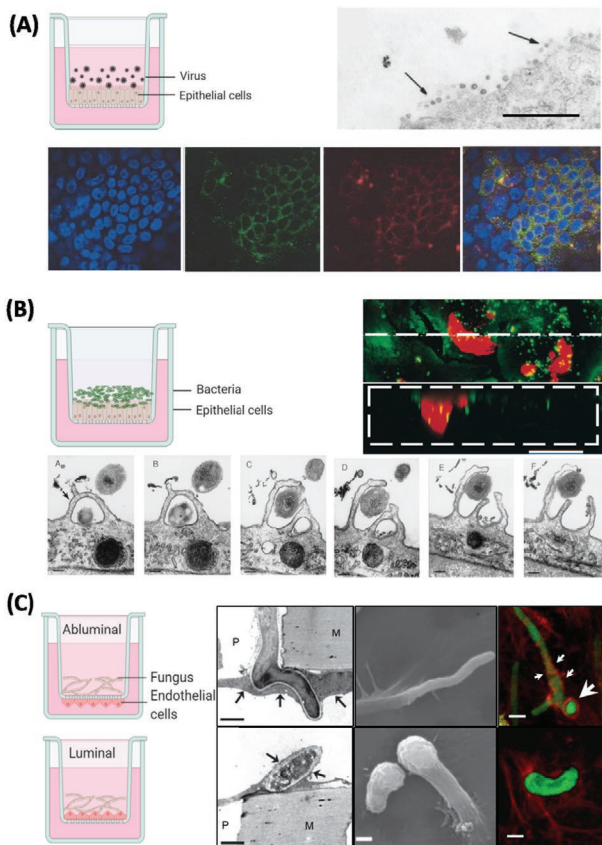 (A)
Virus
Epithelial cells
(B)
Bacteria
Epithelial cells
A
B
C
D
E
F
(C)
Abluminal
Fungus
Endothelial
cells
Luminal
P
M
P
M